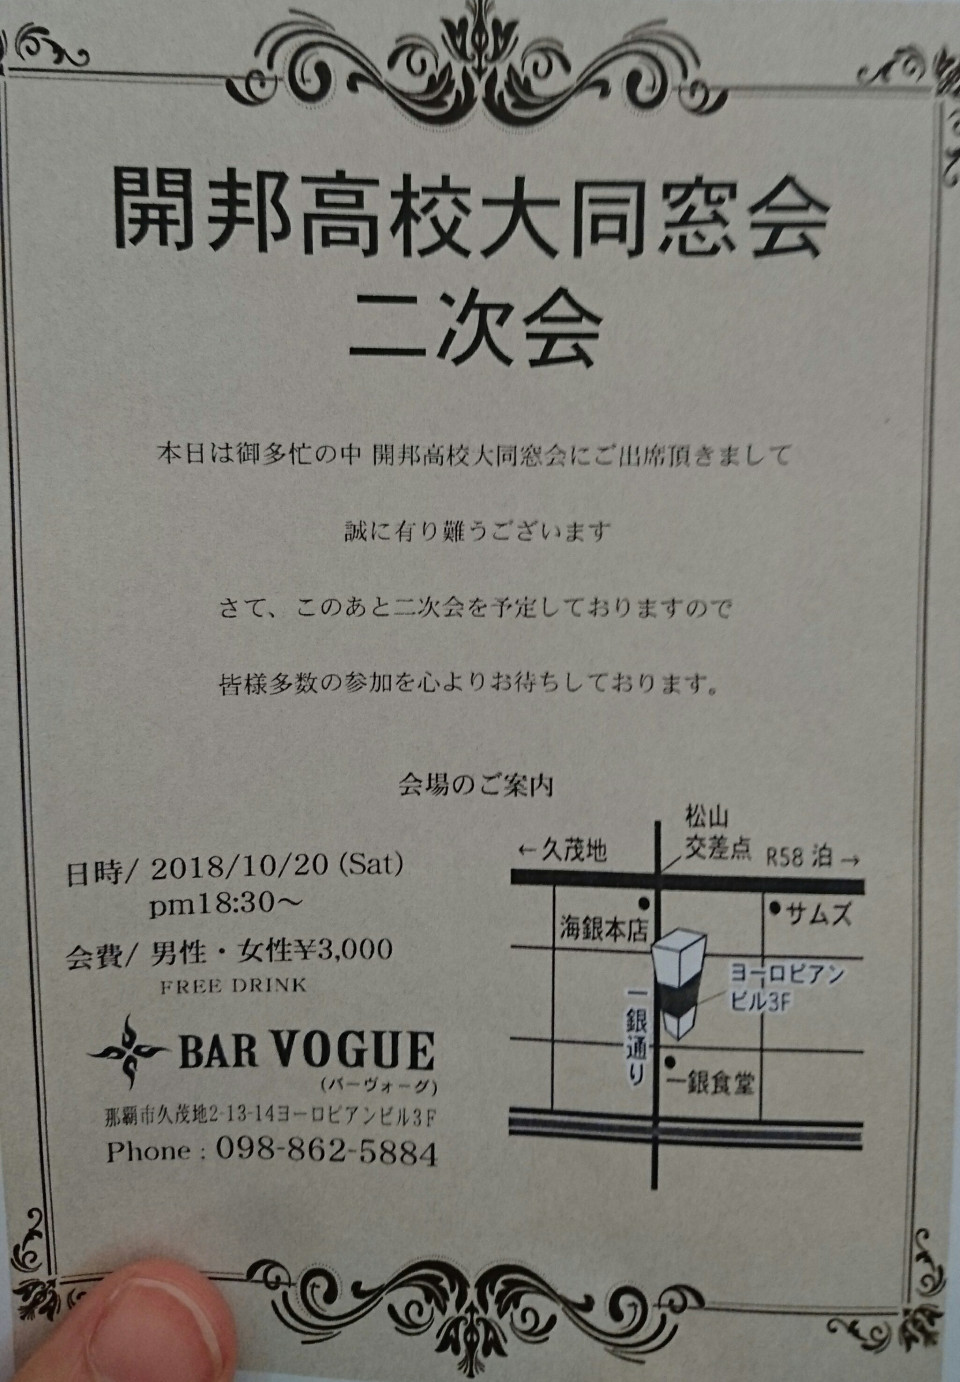 開邦高校大同窓会
二次会
本日は御多忙の中 開邦高校大同窓会にご出席頂きまして
誠に有り難うございます
さて、このあと二次会を予定しておりますので
皆様多数の参加を心よりお待ちしております。
会場のご案内
日時/ 2018/10/20 (Sat)
pm18:30〜
会費/ 男性・女性¥3,000
FREE DRINK
BAR VOGUE
(バーヴォーグ)
那覇市久茂地2-13-14ヨーロピアンビル3F
Phone : 098-862-5884
松山
交差点
←久茂地
R58 泊→
海銀本店
サムズ
ヨーロピアン
ビル3F
一銀通り
一銀食堂